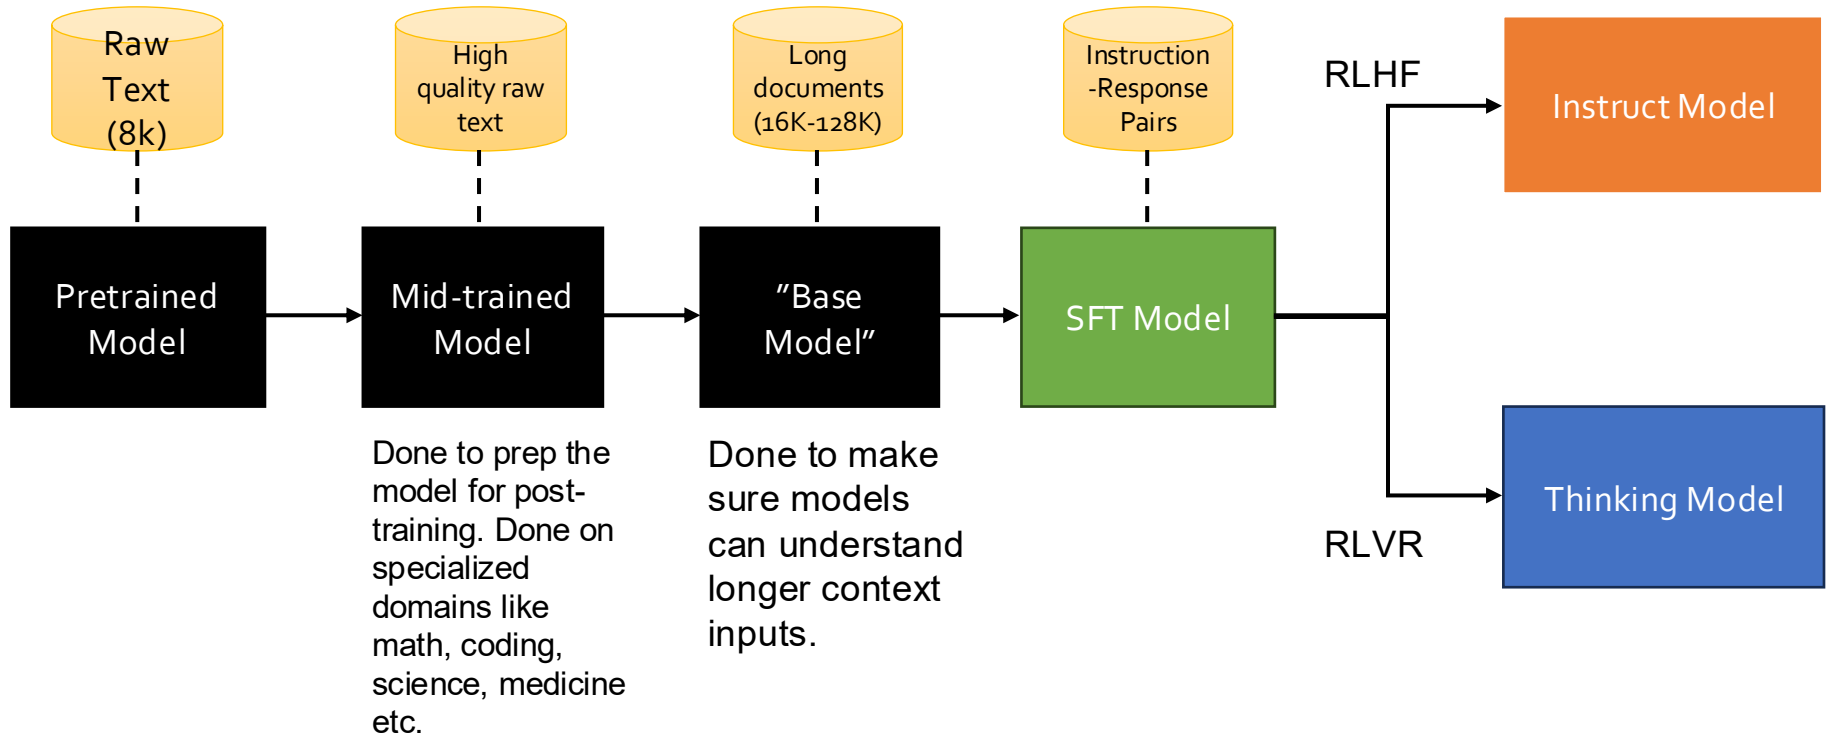 Raw
Text
(8k)
High
quality raw
text
Long
documents
(16K-128K)
Instruction
-Response
Pairs
RLHF
Instruct Model
Pretrained
Model
Mid-trained
Model
”Base
Model”
SFT Model
Thinking Model
RLVR
Done to prep the
model for post-
training. Done on
specialized
domains like
math, coding,
science, medicine
etc.
Done to make
sure models
can understand
longer context
inputs.